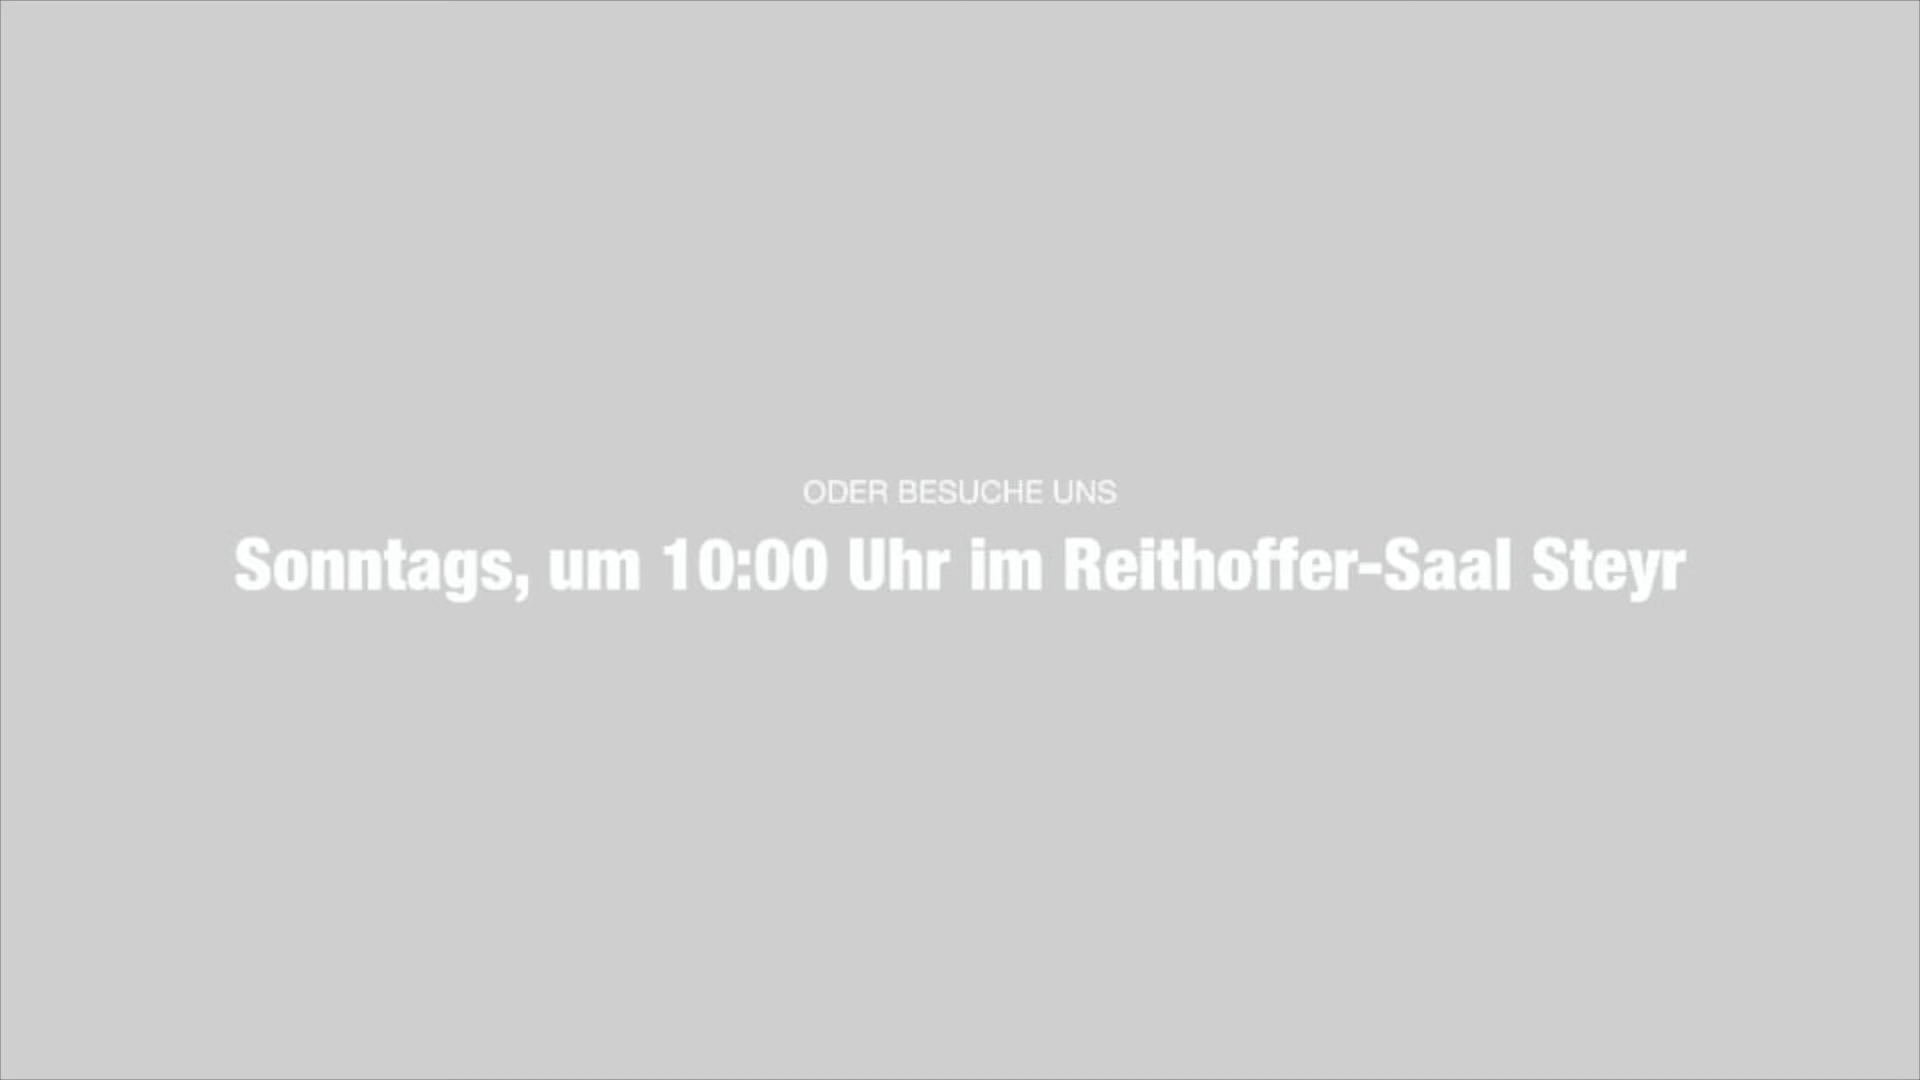 ODER BESUCHE UNS
Sonntags, um 10:00 Uhr im Reithoffer-Saal Steyr